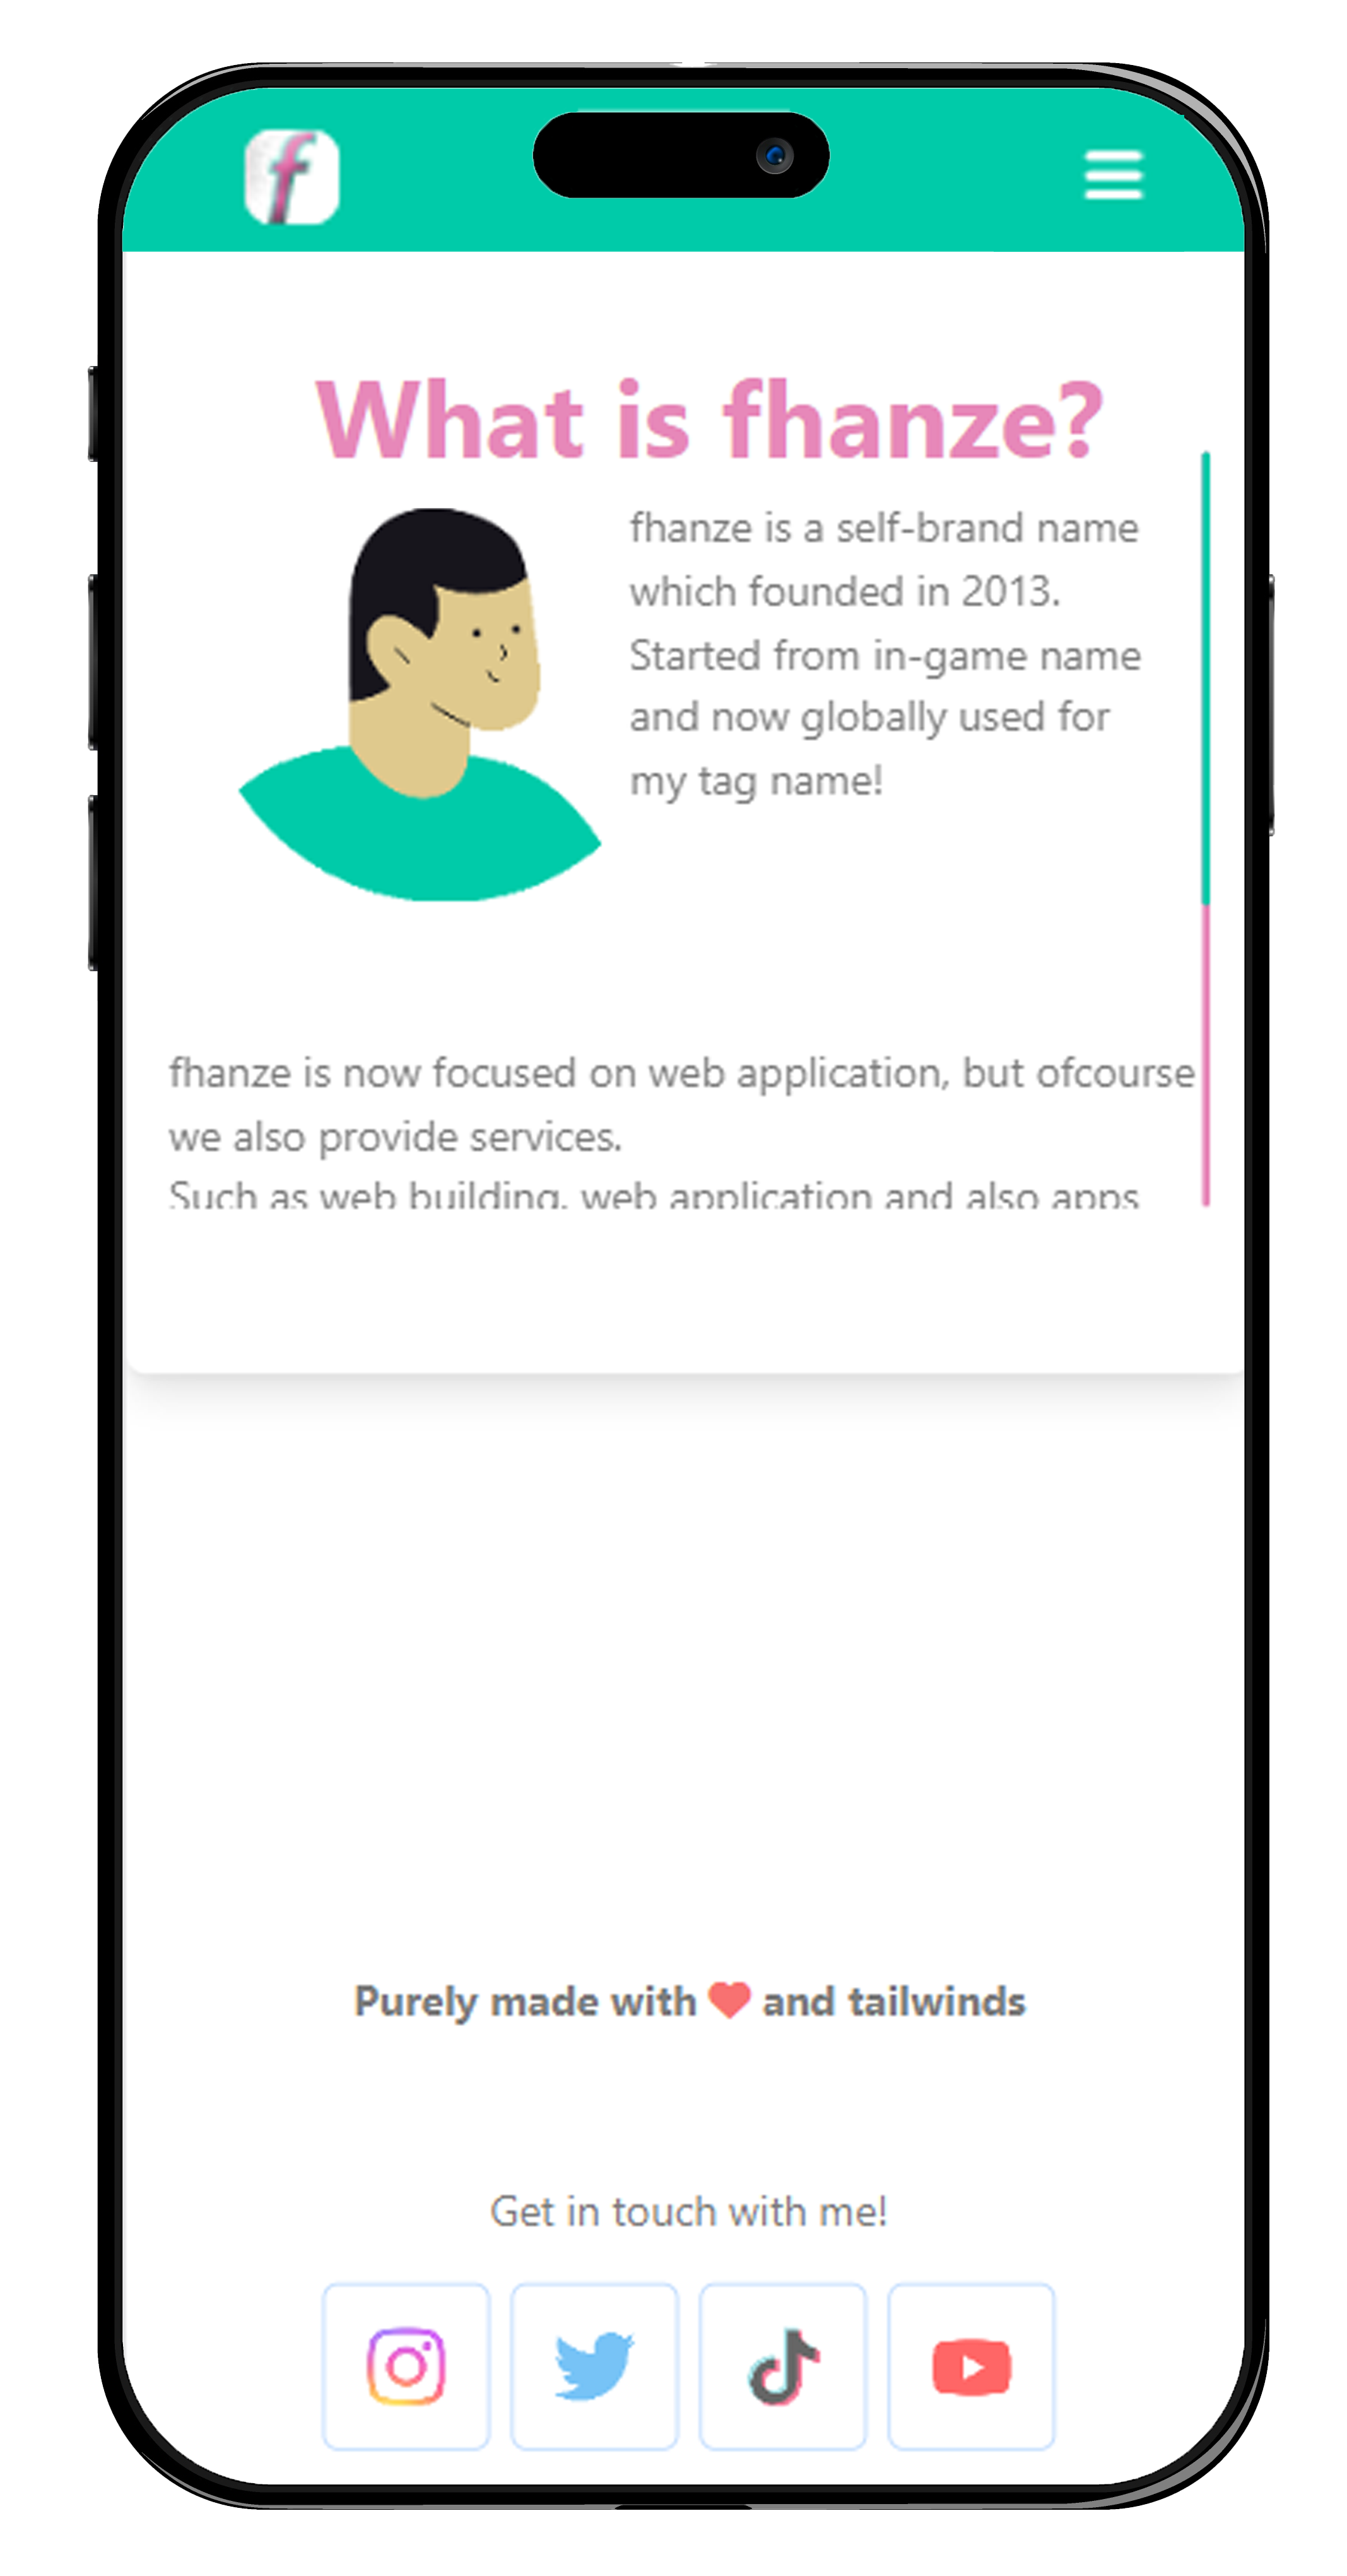 f
What is fhanze?
fhanze is a self-brand name
which founded in 2013.
Started from in-game name
and now globally used for
my tag name!
fhanze is now focused on web application, but ofcourse
we also provide services.
Such as web building, web application and also apps
Purely made with ❤ and tailwinds
Get in touch with me!